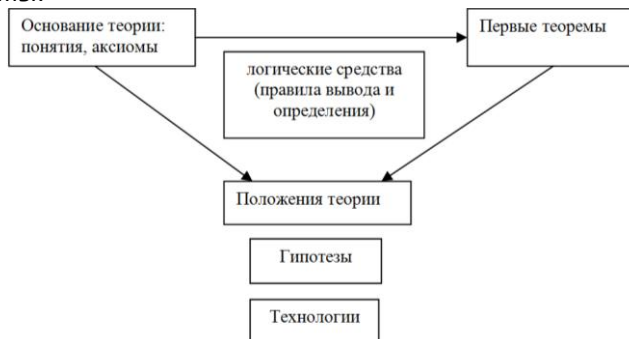 Основание теории:
понятия, аксиомы
Первые теоремы
логические средства
(правила вывода и
определения)
Положения теории
Гипотезы
Технологии